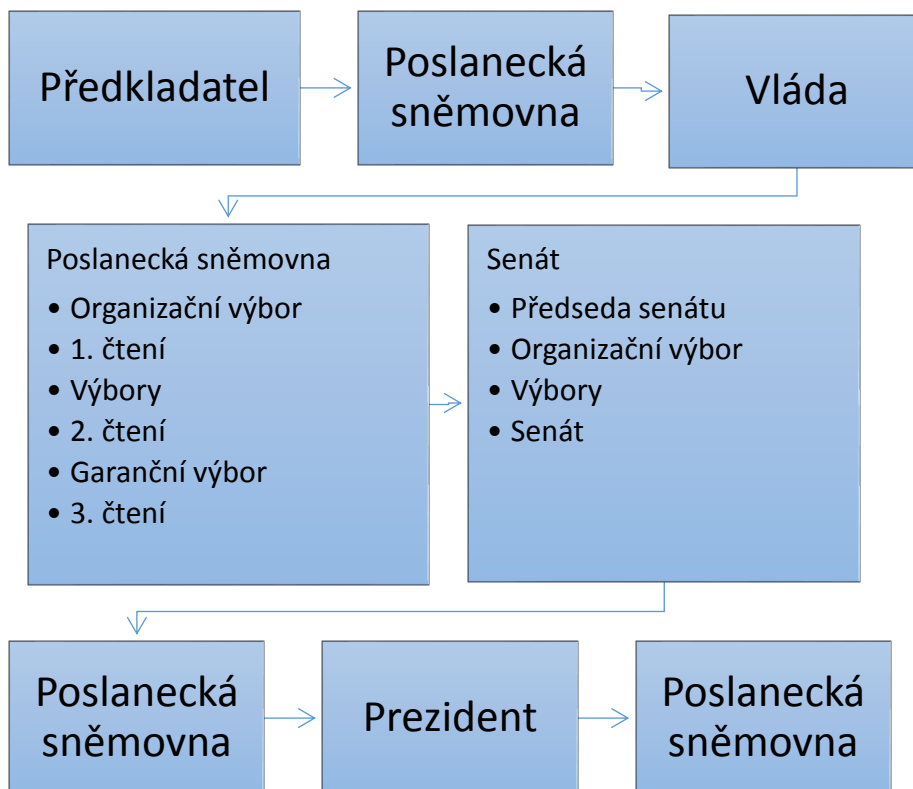 Předkladatel
Poslanecká
sněmovna
Vláda
Poslanecká sněmovna
• Organizační výbor
• 1. čtení
• Výbory
• 2. čtení
• Garanční výbor
• 3. čtení
Senát
• Předseda senátu
• Organizační výbor
• Výbory
• Senát
Poslanecká
sněmovna
Prezident
Poslanecká
sněmovna